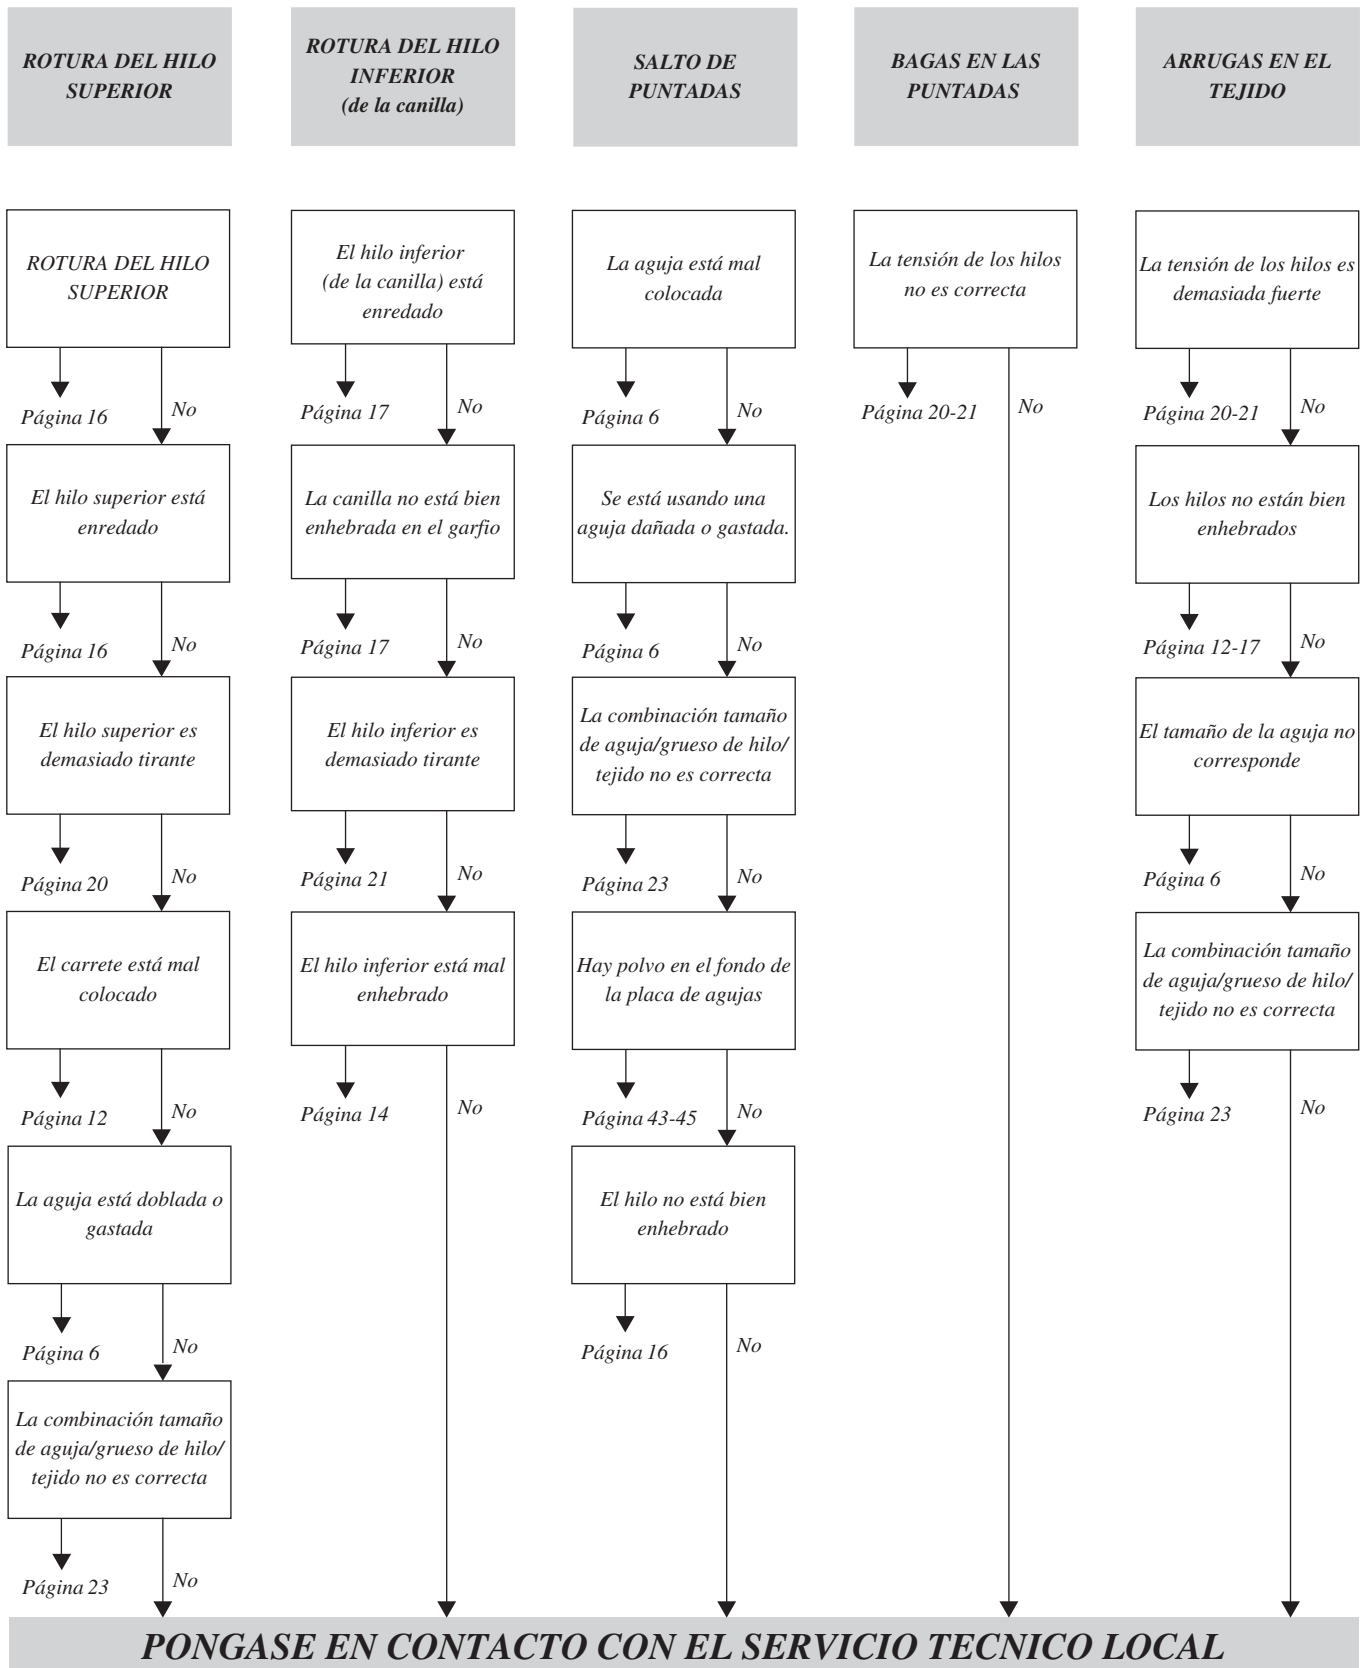 ROTURA DEL HILO
SUPERIOR
ROTURA DEL HILO
INFERIOR
(de la canilla)
SALTO DE
PUNTADAS
BAGAS EN LAS
PUNTADAS
ARRUGAS EN EL
TEJIDO
ROTURA DEL HILO
SUPERIOR
Página 16
No
El hilo superior está
enredado
Página 16
No
El hilo superior es
demasiado tirante
Página 20
No
El carrete está mal
colocado
Página 12
No
La aguja está doblada o
gastada
Página 6
No
La combinación tamaño
de aguja/grueso de hilo/
tejido no es correcta
Página 23
No
El hilo inferior
(de la canilla) está
enredado
Página 17
No
La canilla no está bien
enhebrada en el garfio
Página 17
No
El hilo inferior es
demasiado tirante
Página 21
No
El hilo inferior está mal
enhebrado
Página 14
No
La aguja está mal
colocada
Página 6
No
Se está usando una
aguja dañada o gastada.
Página 6
No
La combinación tamaño
de aguja/grueso de hilo/
tejido no es correcta
Página 23
No
Hay polvo en el fondo de
la placa de agujas
Página 43-45
No
El hilo no está bien
enhebrado
Página 16
No
La tensión de los hilos
no es correcta
Página 20-21
No
La tensión de los hilos es
demasiada fuerte
Página 20-21
No
Los hilos no están bien
enhebrados
Página 12-17
No
El tamaño de la aguja no
corresponde
Página 6
No
La combinación tamaño
de aguja/grueso de hilo/
tejido no es correcta
Página 23
No
PONGASE EN CONTACTO CON EL SERVICIO TECNICO LOCAL